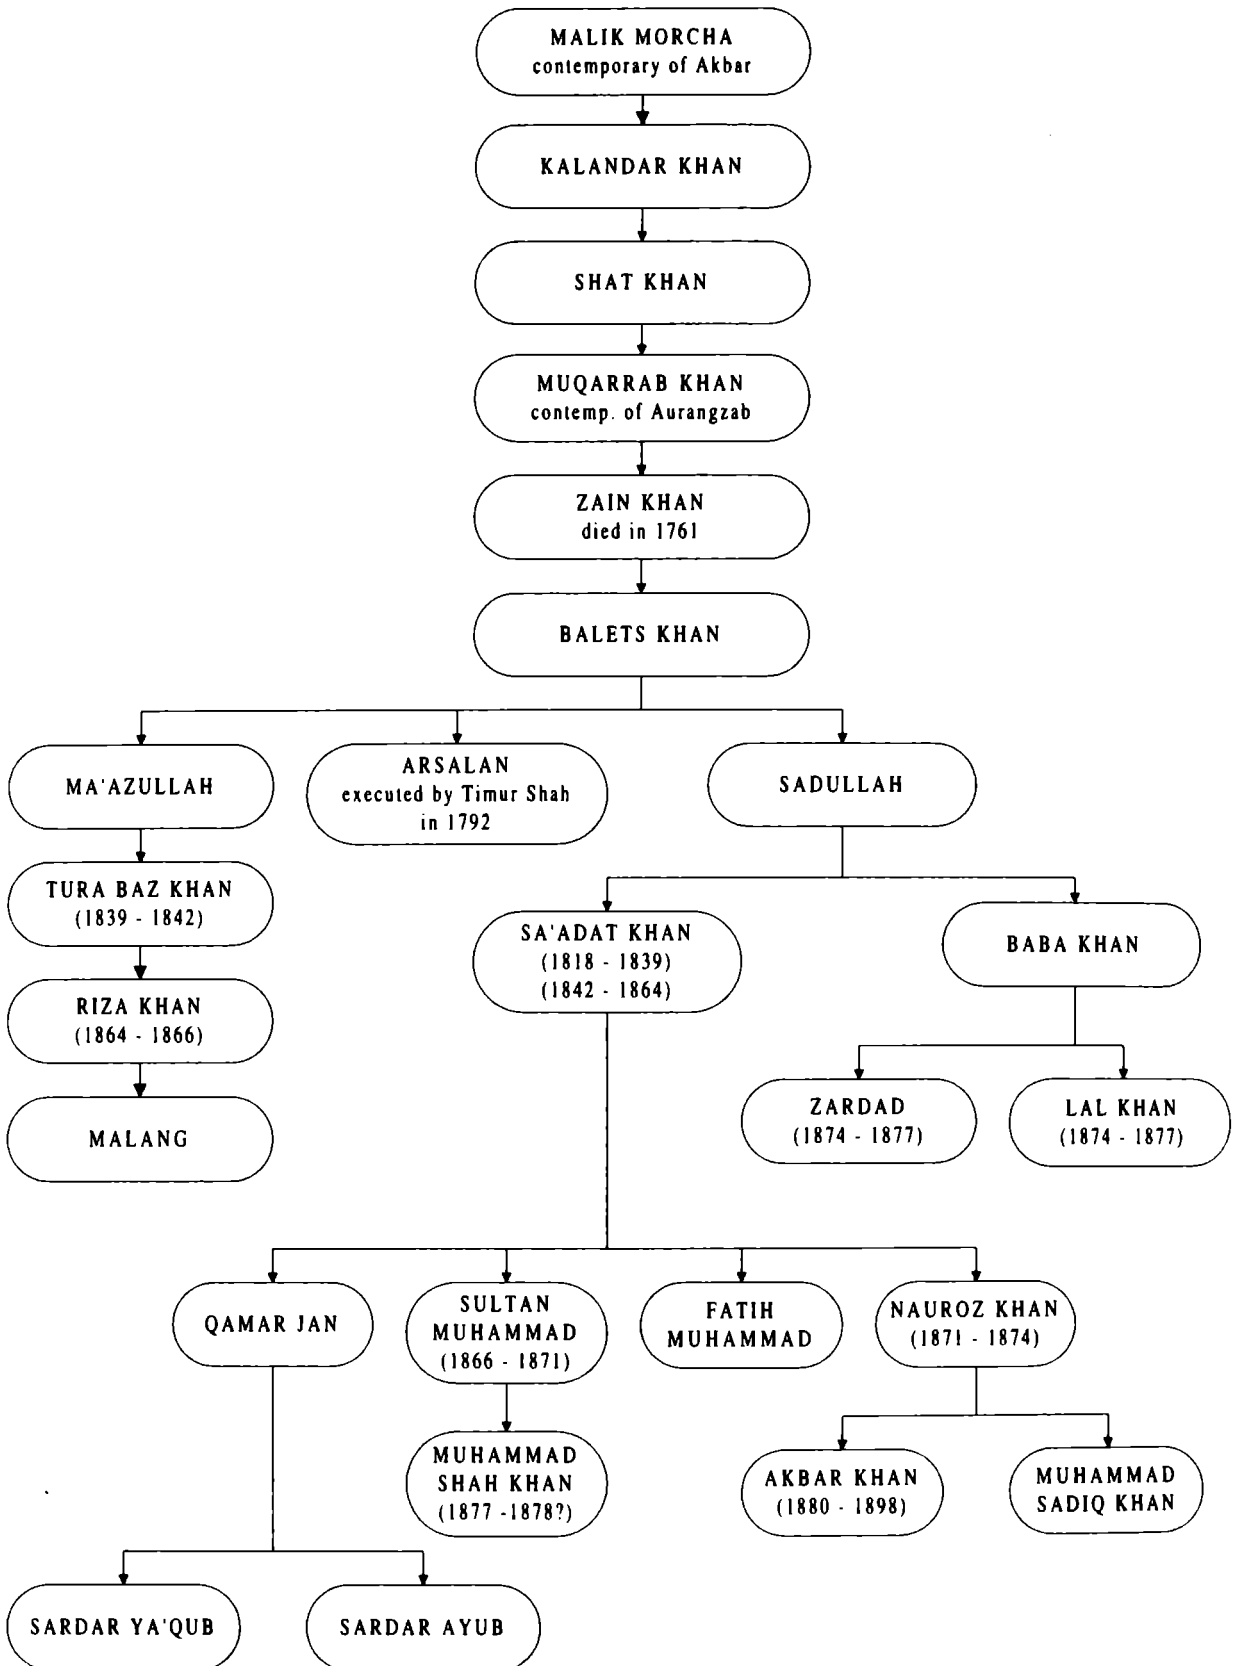 MALIK MORCHA
contemporary of Akbar
KALANDAR KHAN
SHAT KHAN
MUQARRAB KHAN
contemp. of Aurangzab
ZAIN KHAN
died in 1761
BALETS KHAN
MA'AZULLAH
ARSALAN
executed by Timur Shah
in 1792
SADULLAH
TURA BAZ KHAN
(1839 - 1842)
SA'ADAT KHAN
(1818 - 1839)
(1842 - 1864)
BABA KHAN
RIZA KHAN
(1864 - 1866)
MALANG
ZARDAD
(1874 - 1877)
LAL KHAN
(1874 - 1877)
QAMAR JAN
SULTAN
MUHAMMAD
(1866 - 1871)
FATIH
MUHAMMAD
NAUROZ KHAN
(1871 - 1874)
MUHAMMAD
SHAH KHAN
(1877 -1878?)
AKBAR KHAN
(1880 - 1898)
MUHAMMAD
SADIQ KHAN
SARDAR YA'QUB
SARDAR AYUB